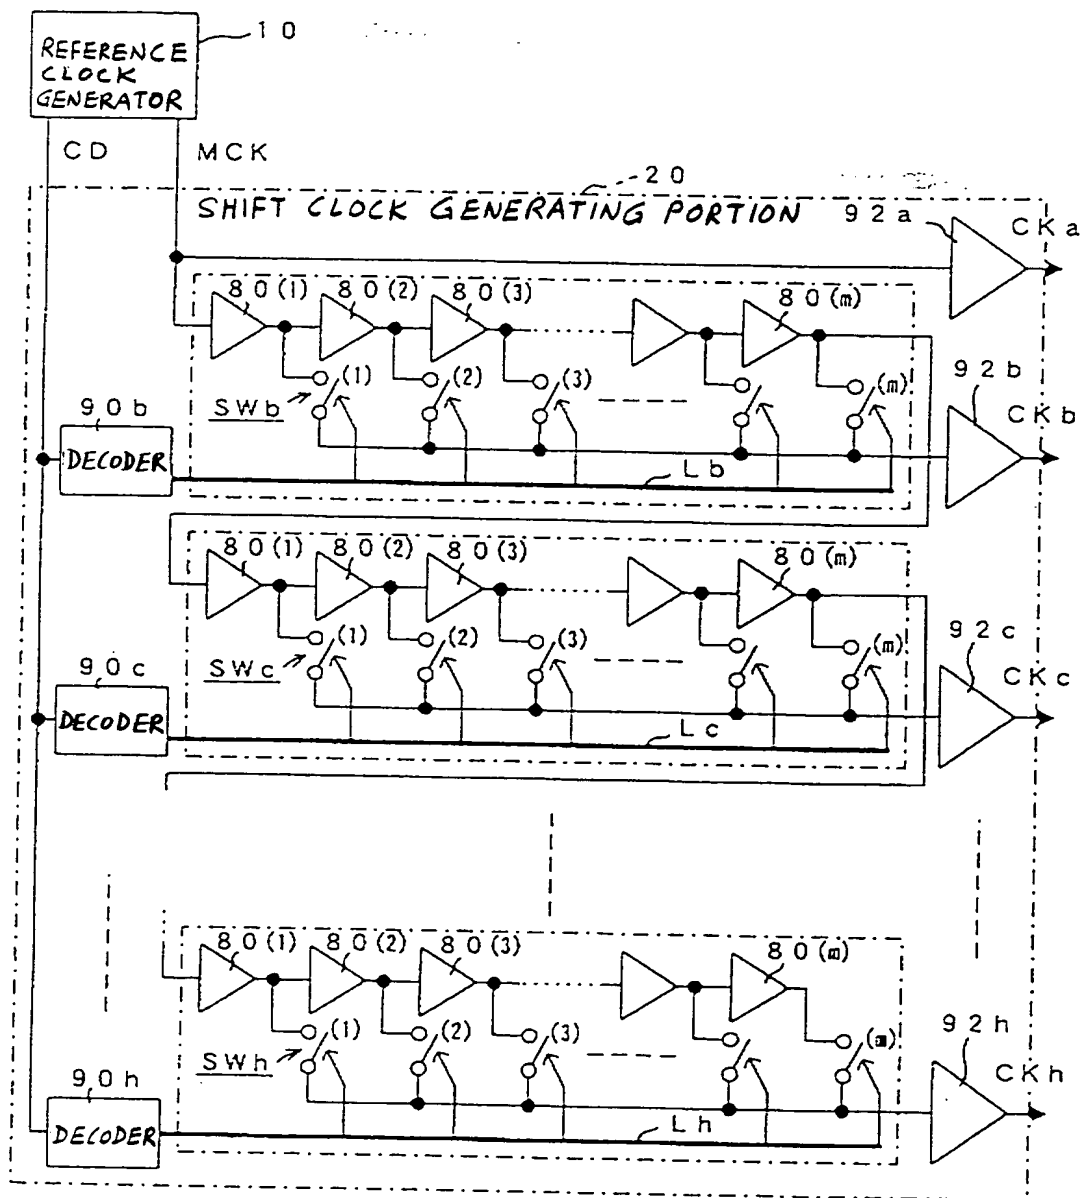 10
REFERENCE
CLOCK
GENERATOR
CD
MCK
20
SHIFT CLOCK GENERATING PORTION
92a
CKa
80(1)
80(2)
80(3)
80(m)
(1)
(2)
(3)
(m)
SWb
92b
CKb
90b
DECODER
Lb
80(1)
80(2)
80(3)
80(m)
(1)
(2)
(3)
(m)
SWc
92c
CKc
90c
DECODER
Lc
80(1)
80(2)
80(3)
80(m)
(1)
(2)
(3)
(m)
SWh
92h
CKh
90h
DECODER
Lh